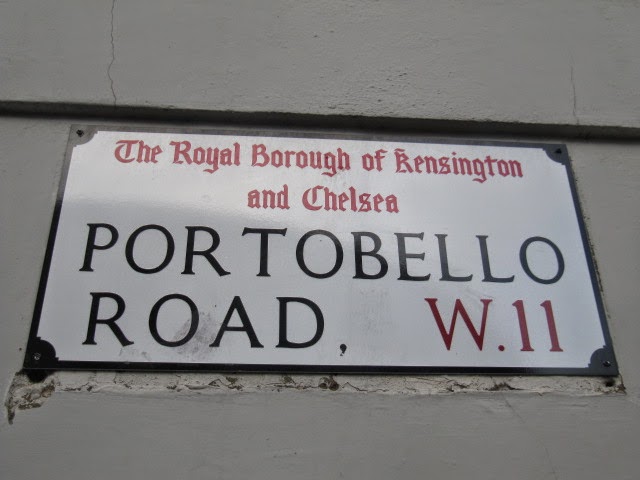 The Royal Borough of Kensington
and Chelsea
PORTOBELLO
ROAD, W.11